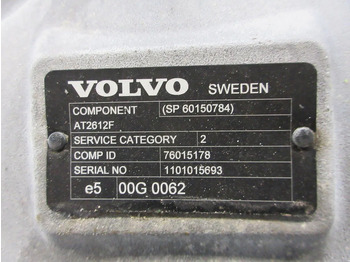 VOLVO SWEDEN
COMPONENT (SP 60150784)
AT2612F
SERVICE CATEGORY 2
COMP ID 76015178
SERIAL NO 1101015693
e5 00G 0062